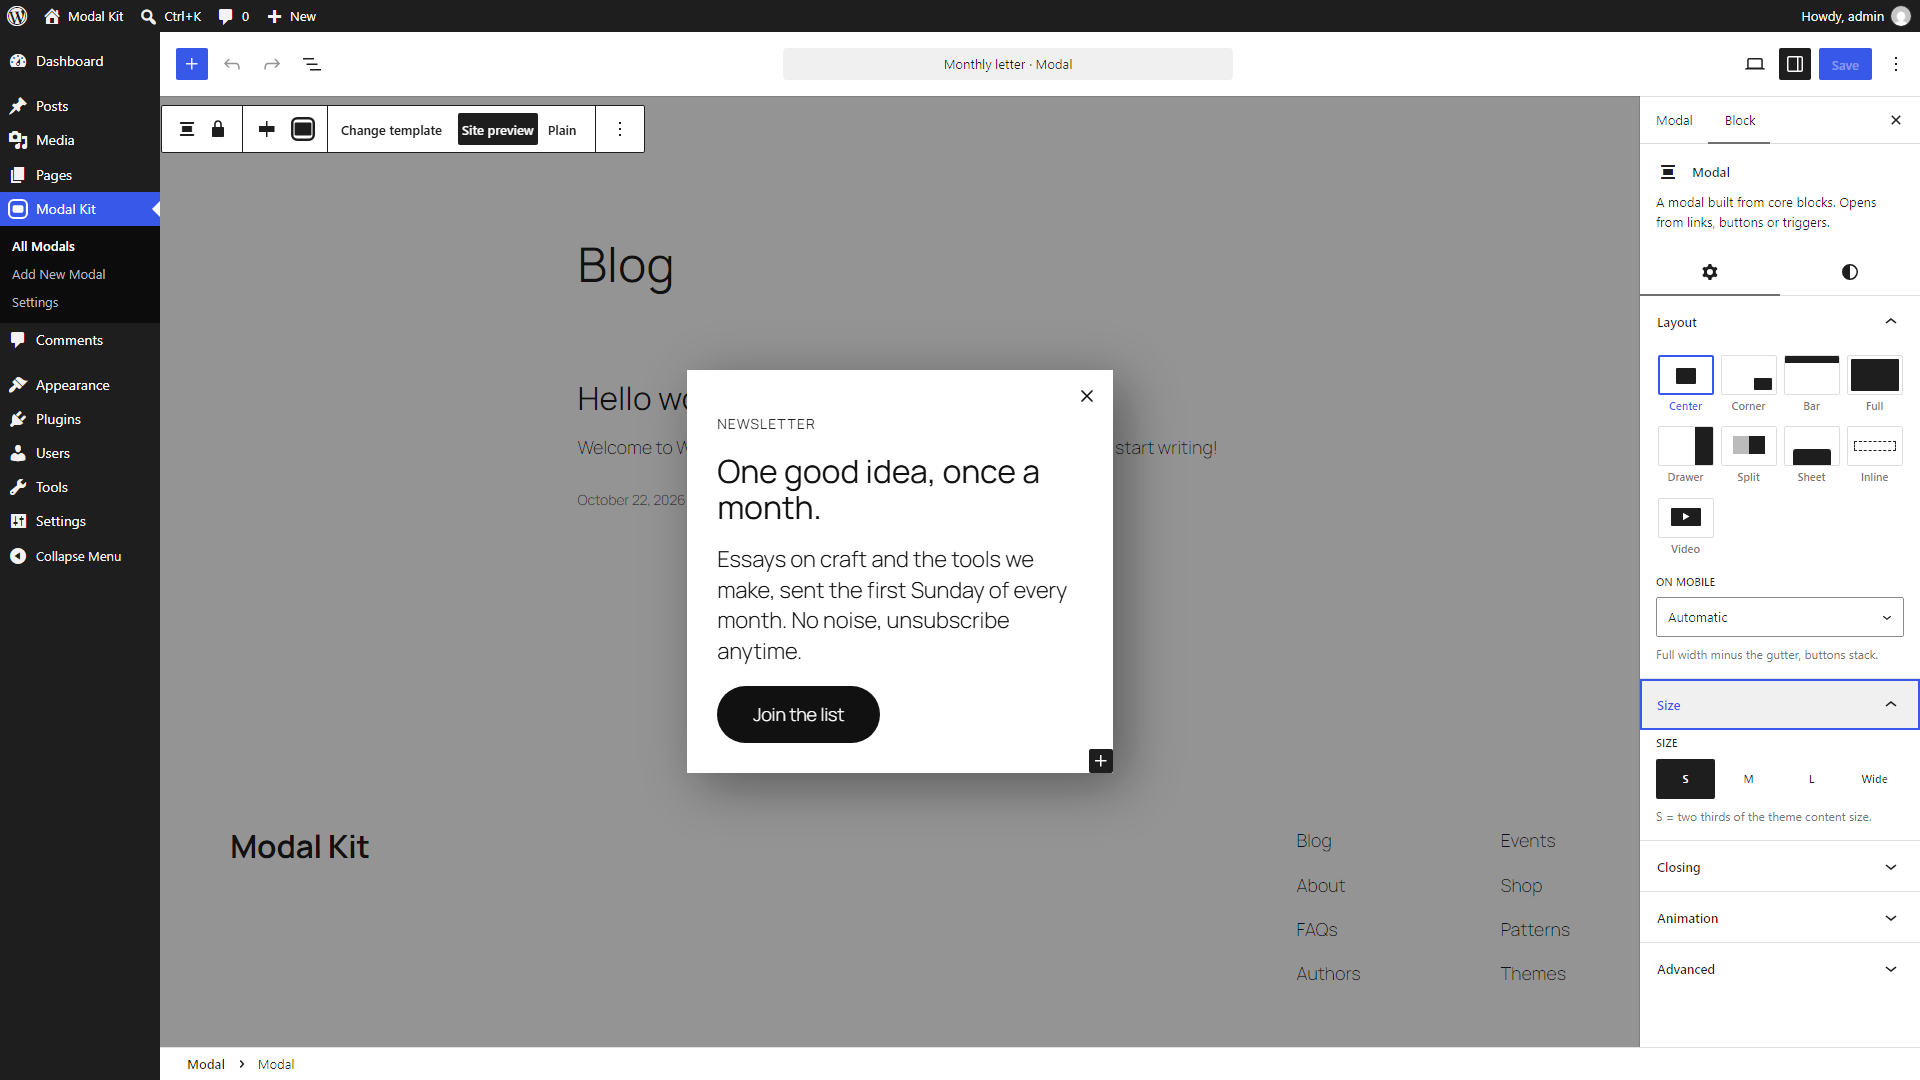 Modal Kit
Ctrl+K
0
New
Howdy, admin
Dashboard
Posts
Media
Pages
Modal Kit
All Modals
Add New Modal
Settings
Comments
Appearance
Plugins
Users
Tools
Settings
Collapse Menu
Monthly letter · Modal
Save
Change template
Site preview
Plain
Blog
Hello wo
Welcome to W
start writing!
October 22, 2026
NEWSLETTER
One good idea, once a
month.
Essays on craft and the tools we
make, sent the first Sunday of every
month. No noise, unsubscribe
anytime.
Join the list
Modal Kit
Blog
Events
About
Shop
FAQs
Patterns
Authors
Themes
Modal
Block
Modal
A modal built from core blocks. Opens
from links, buttons or triggers.
Layout
Center
Corner
Bar
Full
Drawer
Split
Sheet
Inline
Video
ON MOBILE
Automatic
Full width minus the gutter, buttons stack.
Size
SIZE
S
M
L
Wide
S = two thirds of the theme content size.
Closing
Animation
Advanced
Modal
Modal